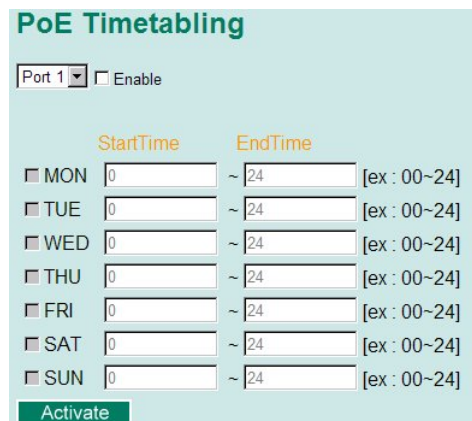 PoE Timetabling
Port 1 Enable
StartTime EndTime
MON 0 ~ 24 [ex : 00~24]
TUE 0 ~ 24 [ex : 00~24]
WED 0 ~ 24 [ex : 00~24]
THU 0 ~ 24 [ex : 00~24]
FRI 0 ~ 24 [ex : 00~24]
SAT 0 ~ 24 [ex : 00~24]
SUN 0 ~ 24 [ex : 00~24]
Activate